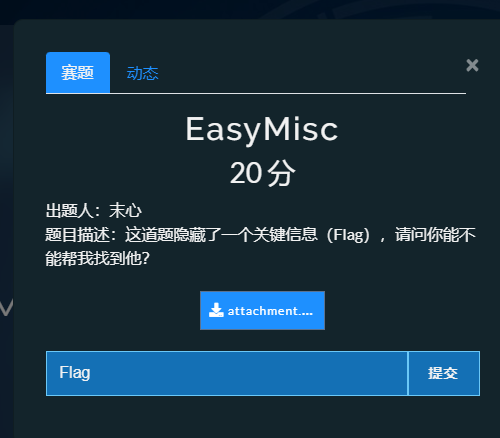 赛题 动态 ×
EasyMisc
20 分
出题人：末心
题目描述：这道题隐藏了一个关键信息（Flag），请问你能不
能帮我找到他？
attachment....
Flag 提交